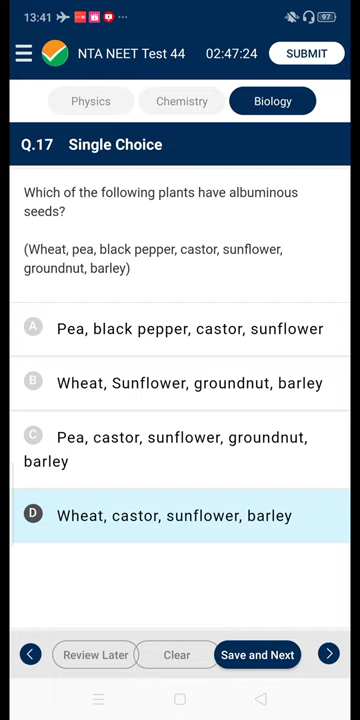 13:41
97
NTA NEET Test 44
02:47:24
SUBMIT
Physics
Chemistry
Biology
Q.17 Single Choice
Which of the following plants have albuminous
seeds?
(Wheat, pea, black pepper, castor, sunflower,
groundnut, barley)
A Pea, black pepper, castor, sunflower
B Wheat, Sunflower, groundnut, barley
C Pea, castor, sunflower, groundnut,
barley
D Wheat, castor, sunflower, barley
Review Later
Clear
Save and Next